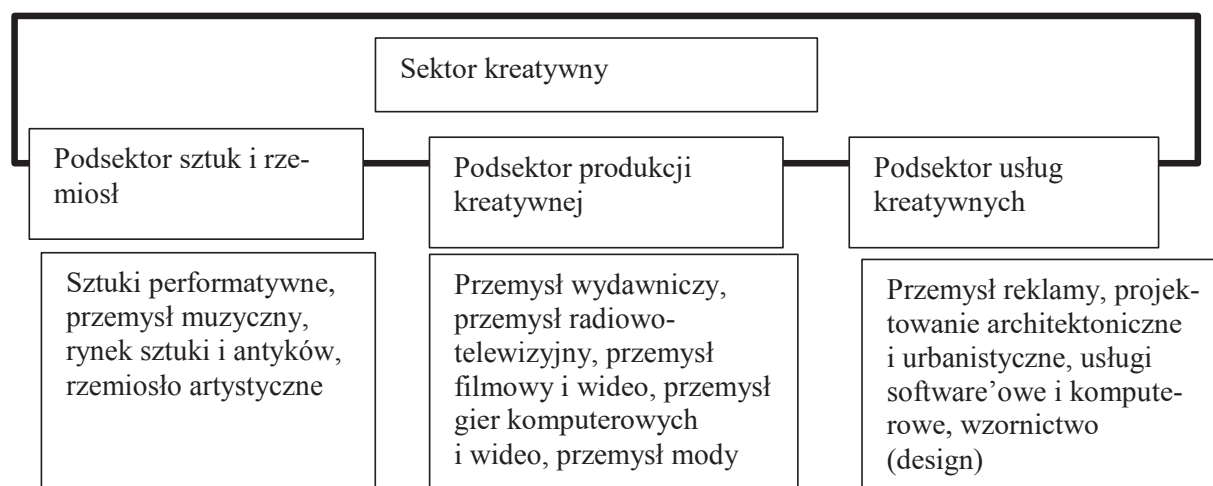 Sektor kreatywny
Podsektor sztuk i rze-
miosł
Podsektor produkcji
kreatywnej
Podsektor usług
kreatywnych
Sztuki performatywne,
przemysł muzyczny,
rynek sztuki i antyków,
rzemiosło artystyczne
Przemysł wydawniczy,
przemysł radiowo-
telewizyjny, przemysł
filmowy i wideo, przemysł
gier komputerowych
i wideo, przemysł mody
Przemysł reklamy, projek-
towanie architektoniczne
i urbanistyczne, usługi
software’owe i kompute-
rowe, wzornictwo
(design)